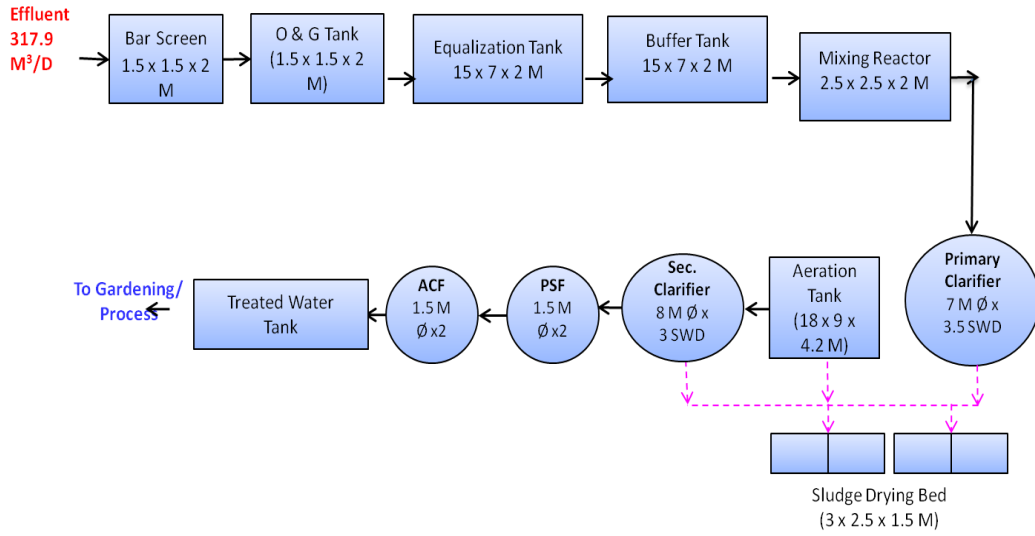 Effluent
317.9
M³/D
Bar Screen
1.5 x 1.5 x 2
M
O & G Tank
(1.5 x 1.5 x 2
M)
Equalization Tank
15 x 7 x 2 M
Buffer Tank
15 x 7 x 2 M
Mixing Reactor
2.5 x 2.5 x 2 M
To Gardening/
Process
Treated Water
Tank
ACF
1.5 M
Ø x2
PSF
1.5 M
Ø x2
Sec.
Clarifier
8 M Ø x
3 SWD
Aeration
Tank
(18 x 9 x
4.2 M)
Primary
Clarifier
7 M Ø x
3.5 SWD
Sludge Drying Bed
(3 x 2.5 x 1.5 M)